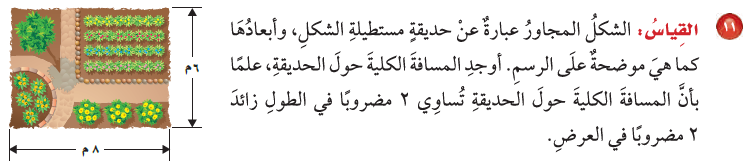 ١١ القِياسُ: الشكلُ المجاورُ عبارةٌ عنْ حديقةٍ مستطيلةِ الشكلِ، وأبعادُهَا
كما هيَ موضحةٌ علَى الرسمِ. أوجدِ المسافةَ الكليةَ حولَ الحديقةِ، علمًا
بأنَّ المسافةَ الكليةَ حولَ الحديقةِ تُساوِي ٢ مضروبًا في الطولِ زائدَ
٢ مضروبًا في العرضِ.
٦م
٨ م